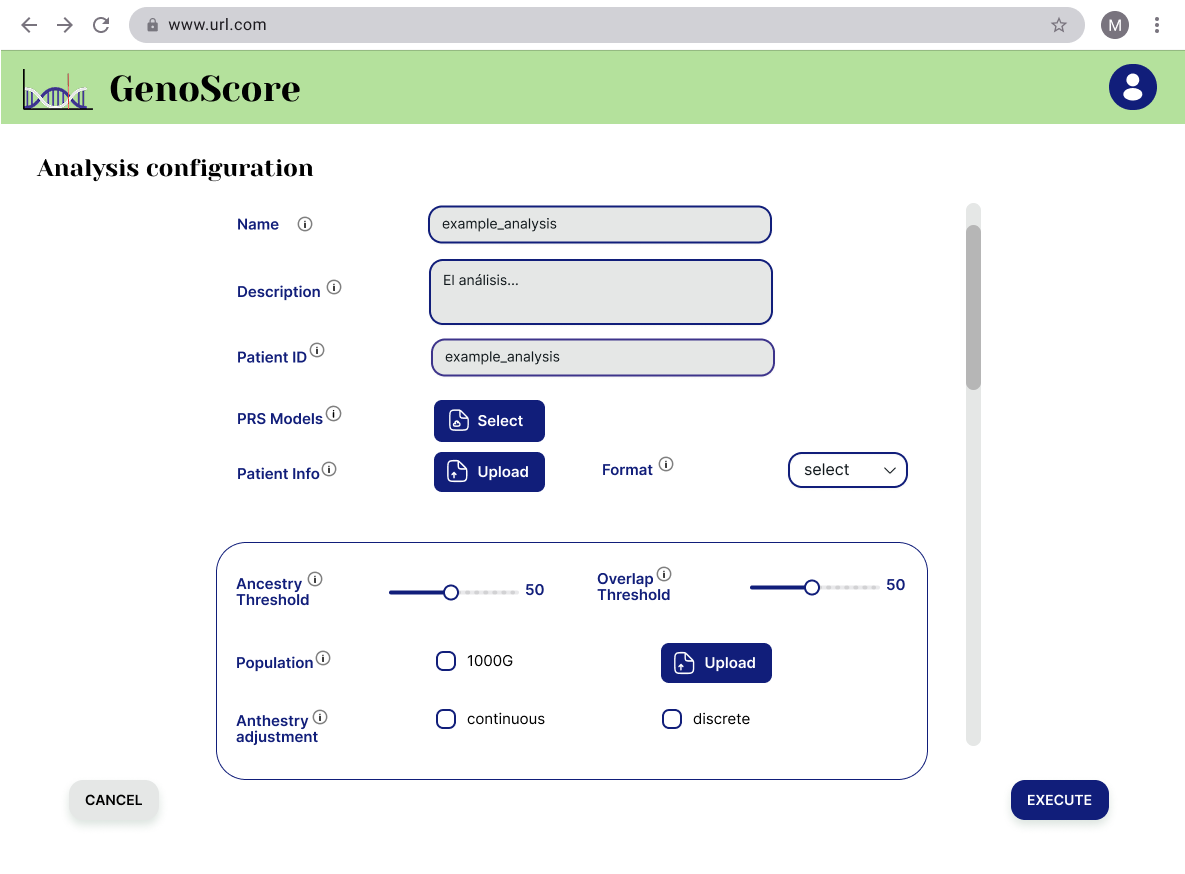 www.url.com
M
GenoScore
Analysis configuration
Name
example_analysis
Description
El análisis...
Patient ID
example_analysis
PRS Models
Select
Patient Info
Upload
Format
select
Ancestry
Threshold
50
Overlap
Threshold
50
Population
1000G
Upload
Anthestry
adjustment
continuous
discrete
CANCEL
EXECUTE